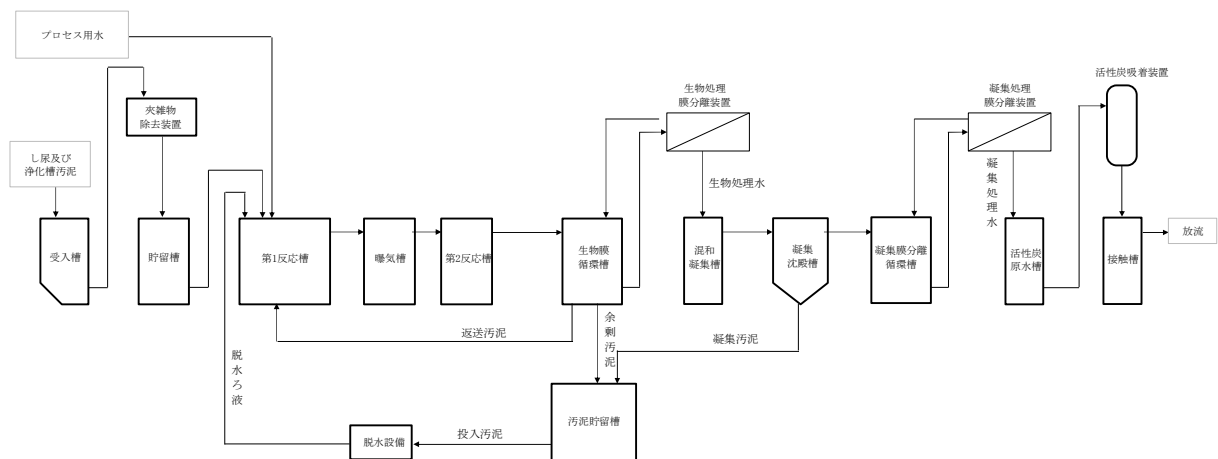 プロセス用水
夾雑物
除去装置
し尿及び
浄化槽汚泥
受入槽
貯留槽
第1反応槽
曝気槽
第2反応槽
生物膜
循環槽
生物処理
膜分離装置
生物処理水
混和
凝集槽
凝集
沈殿槽
凝集膜分離
循環槽
凝集処理
膜分離装置
凝集処理水
活性炭
原水槽
活性炭吸着装置
接触槽
放流
返送汚泥
余剰汚泥
凝集汚泥
脱水ろ液
汚泥貯留槽
投入汚泥
脱水設備